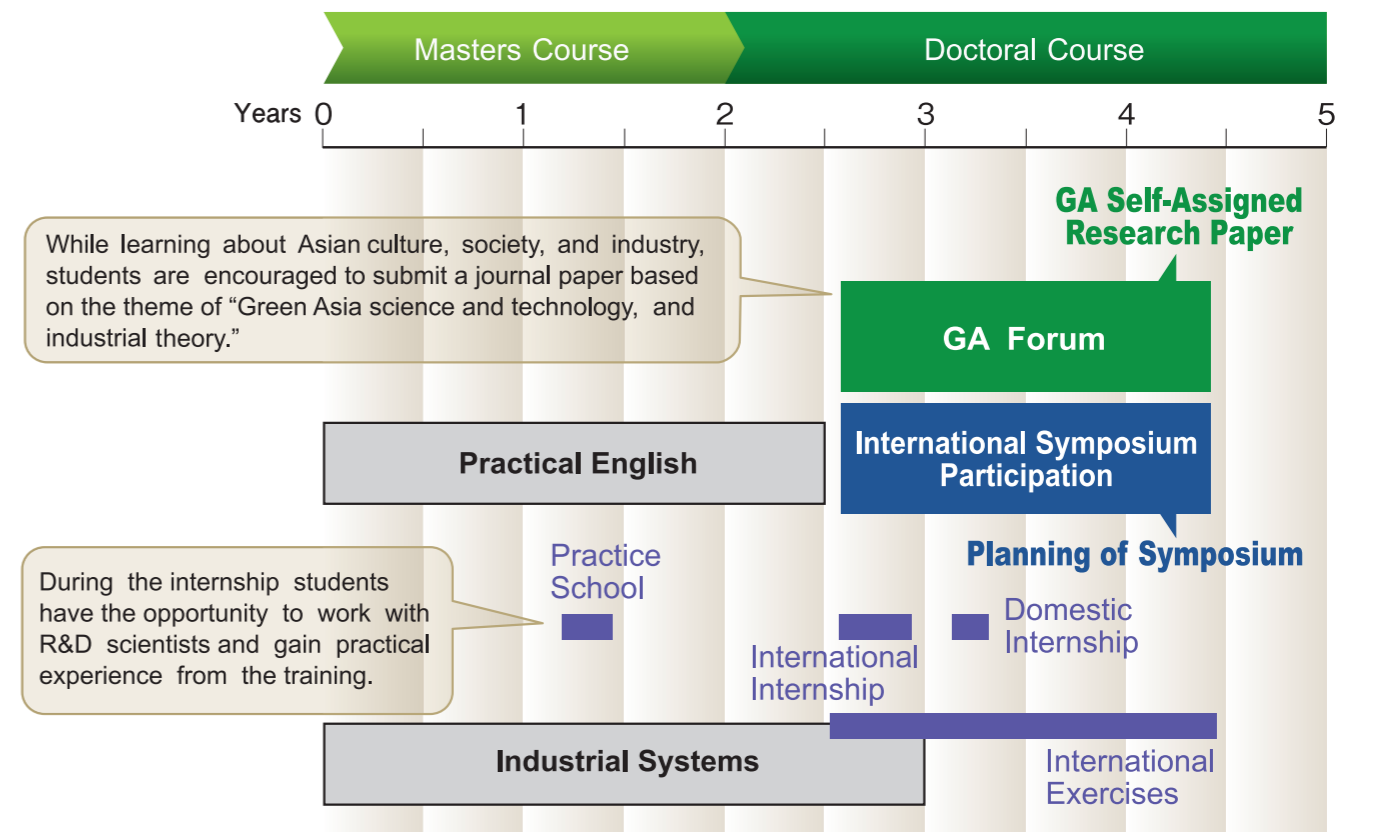 Masters Course
Doctoral Course
Years 0 1 2 3 4 5
GA Self-Assigned
Research Paper
While learning about Asian culture, society, and industry,
students are encouraged to submit a journal paper based
on the theme of “Green Asia science and technology, and
industrial theory.”
GA Forum
International Symposium
Participation
Practical English
Planning of Symposium
During the internship students
have the opportunity to work with
R&D scientists and gain practical
experience from the training.
Practice
School
International
Internship
Domestic
Internship
Industrial Systems
International
Exercises